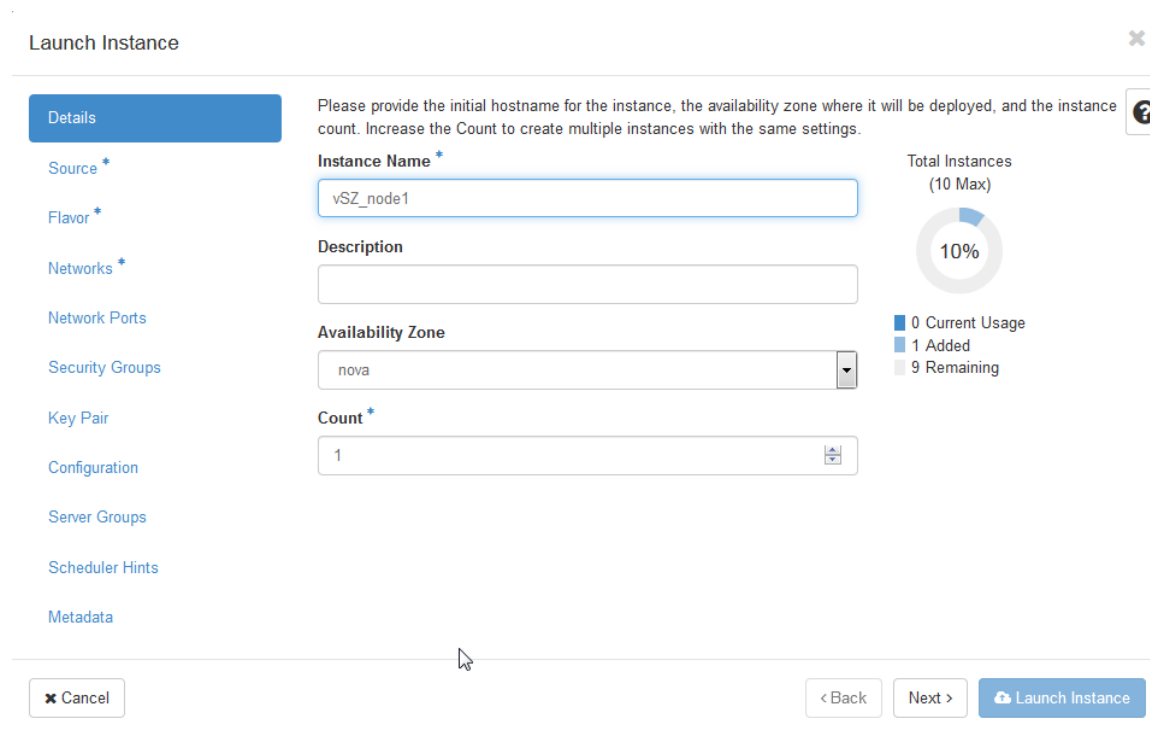 Launch Instance
Details
Source *
Flavor *
Networks *
Network Ports
Security Groups
Key Pair
Configuration
Server Groups
Scheduler Hints
Metadata
Please provide the initial hostname for the instance, the availability zone where it will be deployed, and the instance
count. Increase the Count to create multiple instances with the same settings.
Instance Name *
vSZ_node1
Description
Availability Zone
nova
Count *
1
Total Instances
(10 Max)
10%
0 Current Usage
1 Added
9 Remaining
✖ Cancel
< Back
Next >
Launch Instance